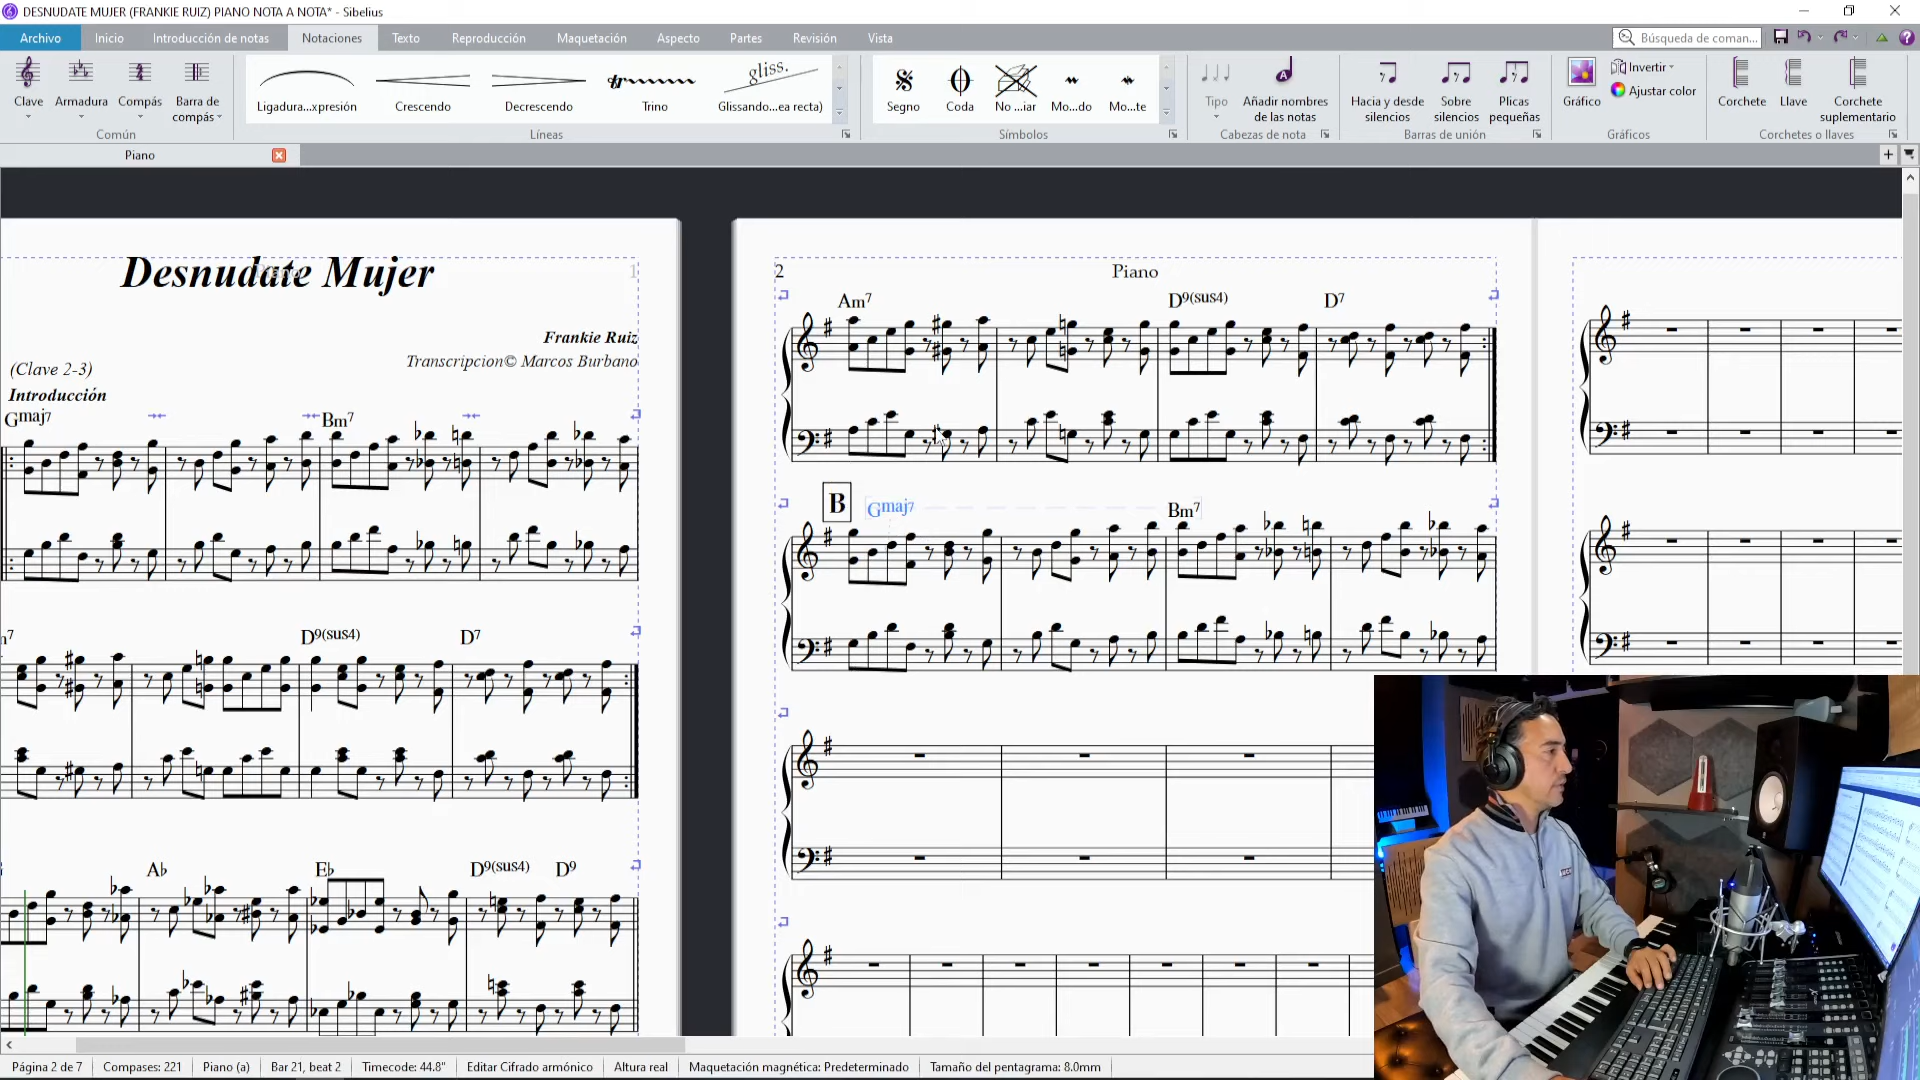 DESNUDATE MUJER (FRANKIE RUIZ) PIANO NOTA A NOTA* - Sibelius
Archivo Inicio Introducción de notas Notaciones Texto Reproducción Maquetación Aspecto Partes Revisión Vista Búsqueda de coman...
Clave Armadura Compás Barra de compás
Ligadura...xpresión Crescendo Decrescendo Trino Glissando...ea recta)
gliss.
Segno Coda No ...iar Mo...do Mo...te
Tipo Añadir nombres de las notas
Hacia y desde silencios Sobre silencios Plicas pequeñas
Gráfico Invertir Ajustar color
Corchete Llave Corchete suplementario
Común Líneas Símbolos Cabezas de nota Barras de unión Gráficos Corchetes o llaves
Piano
Desnudate Mujer
Piano 1
Frankie Ruiz
Transcripcion© Marcos Burbano
(Clave 2-3)
Introducción
Gmaj7 Bm7
m7 D9(sus4) D7
A♭ E♭ D9(sus4) D9
2 Piano
Am7 D9(sus4) D7
B Gmaj7 Bm7
Página 2 de 7 Compases: 221 Piano (a) Bar 21, beat 2 Timecode: 44.8" Editar Cifrado armónico Altura real Maquetación magnética: Predeterminado Tamaño del pentagrama: 8.0mm